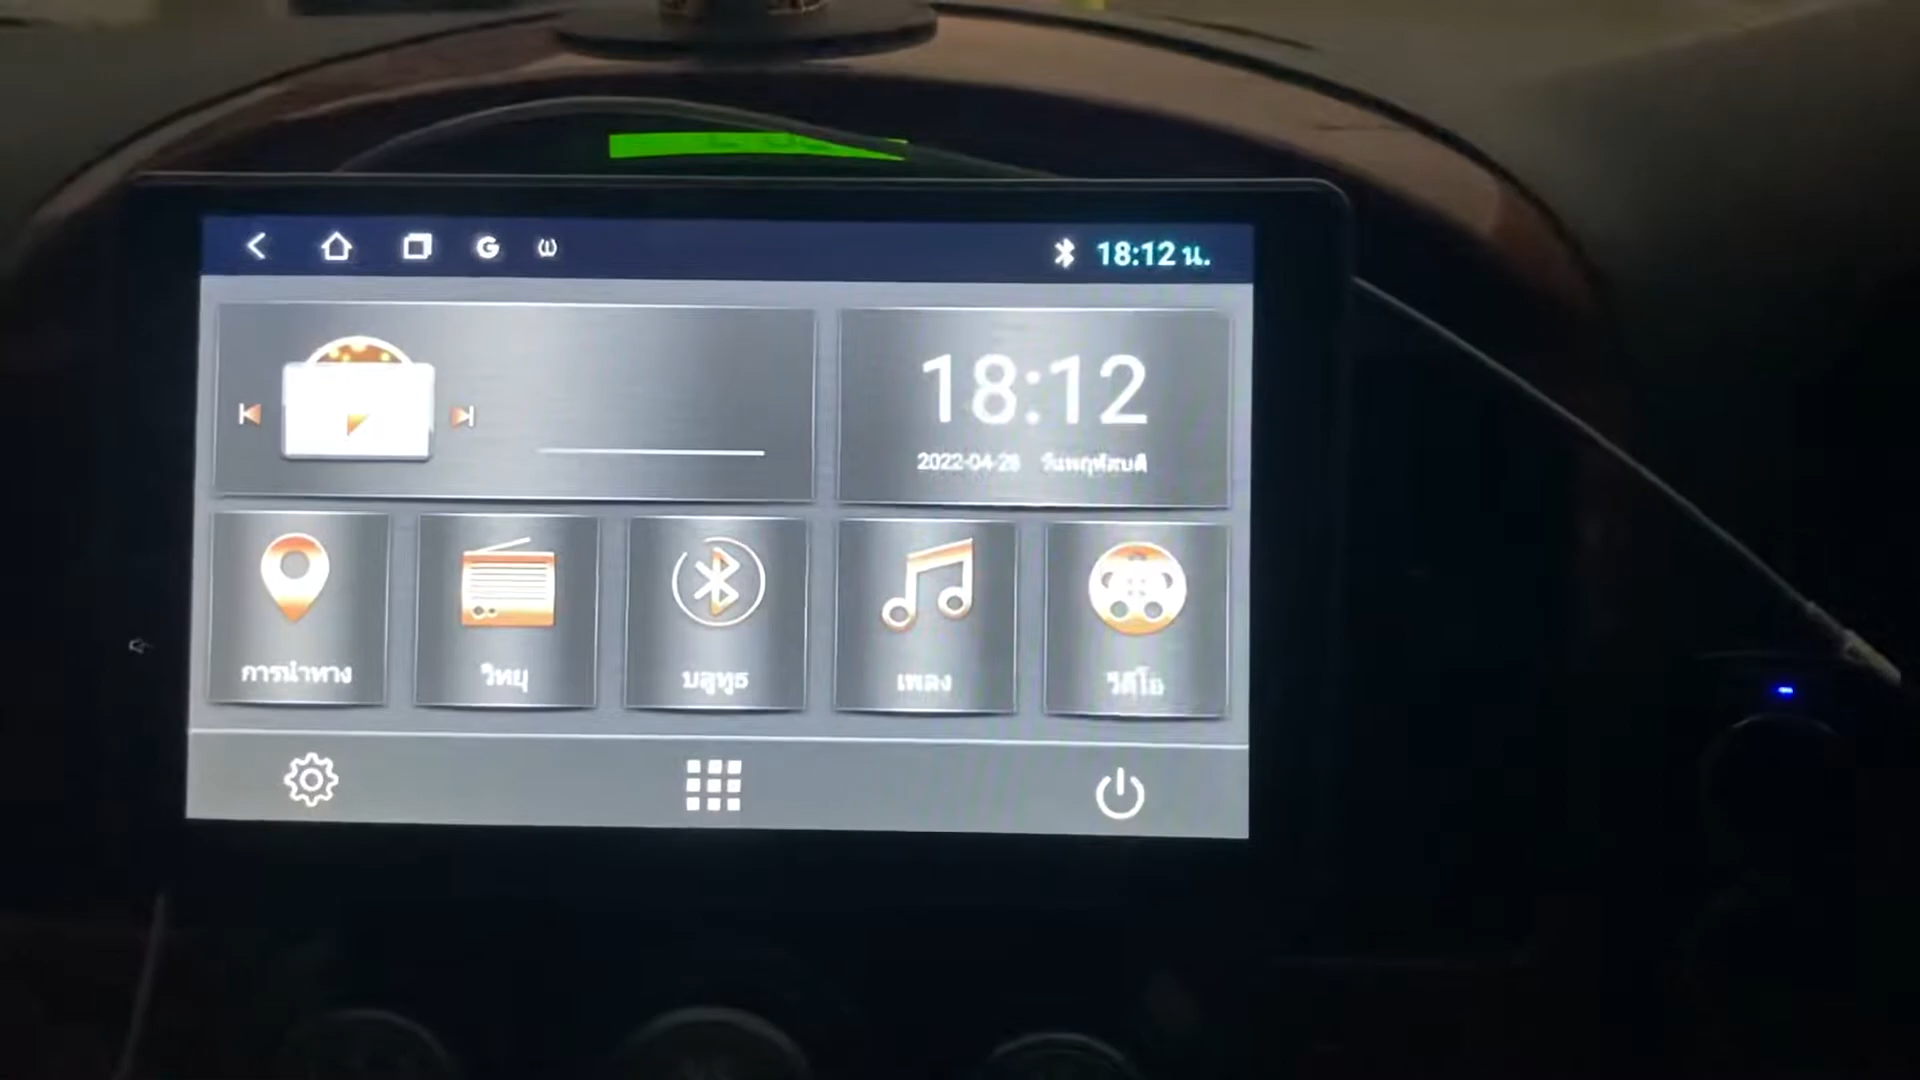 18:12 น.
18:12
2022-04-28 วันพฤหัสบดี
การนำทาง
วิทยุ
บลูทูธ
เพลง
วิดีโอ